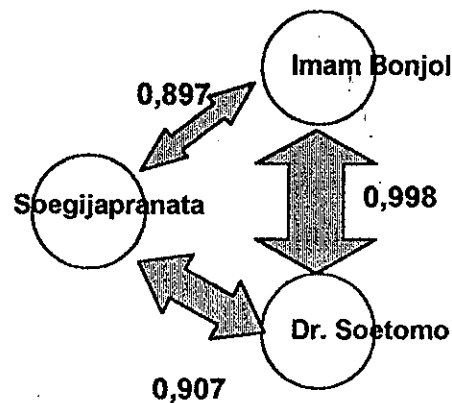 Imam Bonjol
0,897
Soegijapranata
0,998
Dr. Soetomo
0,907